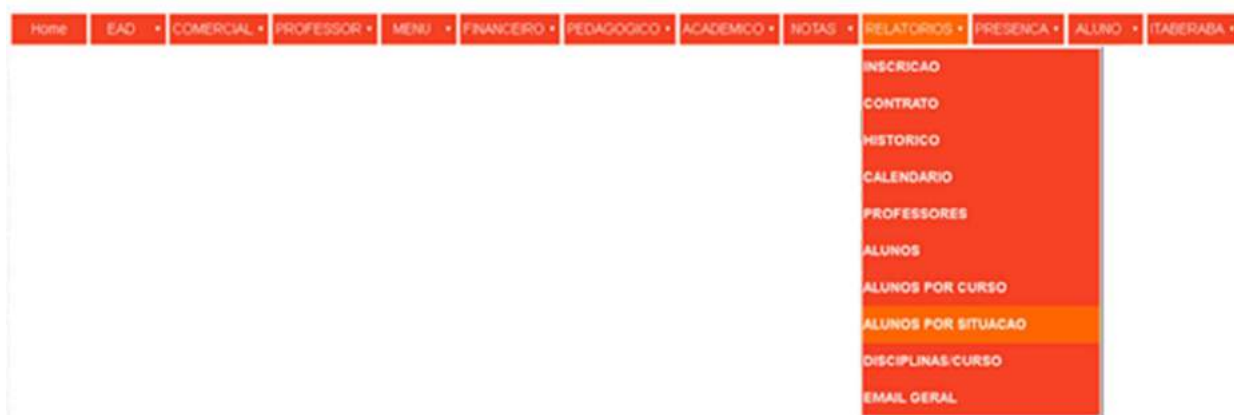 Home EAD COMERCIAL PROFESSOR MENU FINANCEIRO PEDAGOGICO ACADEMICO NOTAS RELATORIOS PRESENCA ALUNO ITABERABA
INSCRICAO
CONTRATO
HISTORICO
CALENDARIO
PROFESSORES
ALUNOS
ALUNOS POR CURSO
ALUNOS POR SITUACAO
DISCIPLINAS/CURSO
EMAIL GERAL